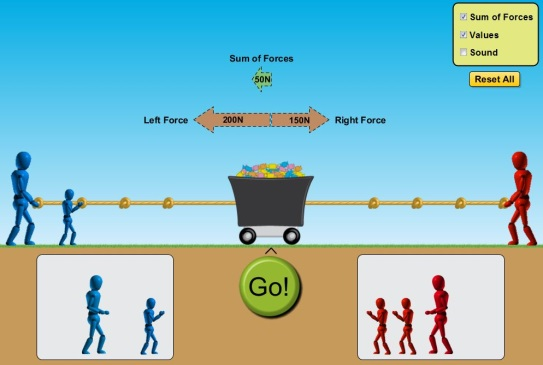 Sum of Forces
Values
Sound
Reset All
Sum of Forces
50N
Left Force
200N
150N
Right Force
Go!